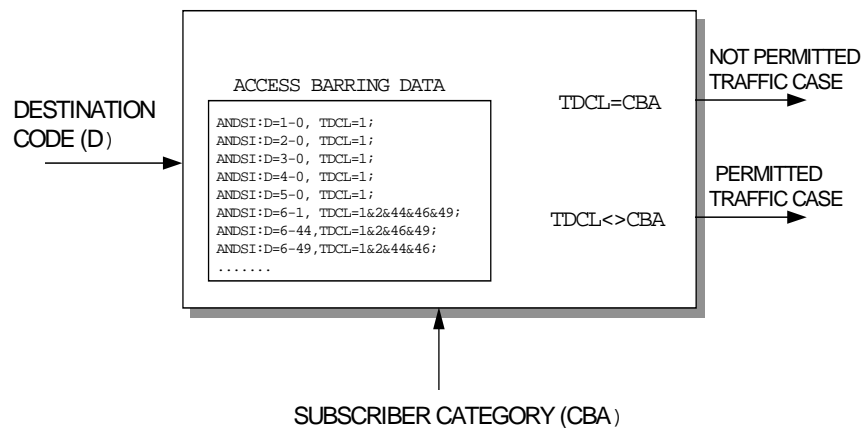 ACCESS BARRING DATA
DESTINATION
CODE (D)
ANDSI:D=1-0, TDCL=1;
ANDSI:D=2-0, TDCL=1;
ANDSI:D=3-0, TDCL=1;
ANDSI:D=4-0, TDCL=1;
ANDSI:D=5-0, TDCL=1;
ANDSI:D=6-1, TDCL=1&2&44&46&49;
ANDSI:D=6-44,TDCL=1&2&46&49;
ANDSI:D=6-49,TDCL=1&2&44&46;
.......
TDCL=CBA
NOT PERMITTED
TRAFFIC CASE
TDCL<>CBA
PERMITTED
TRAFFIC CASE
SUBSCRIBER CATEGORY (CBA)